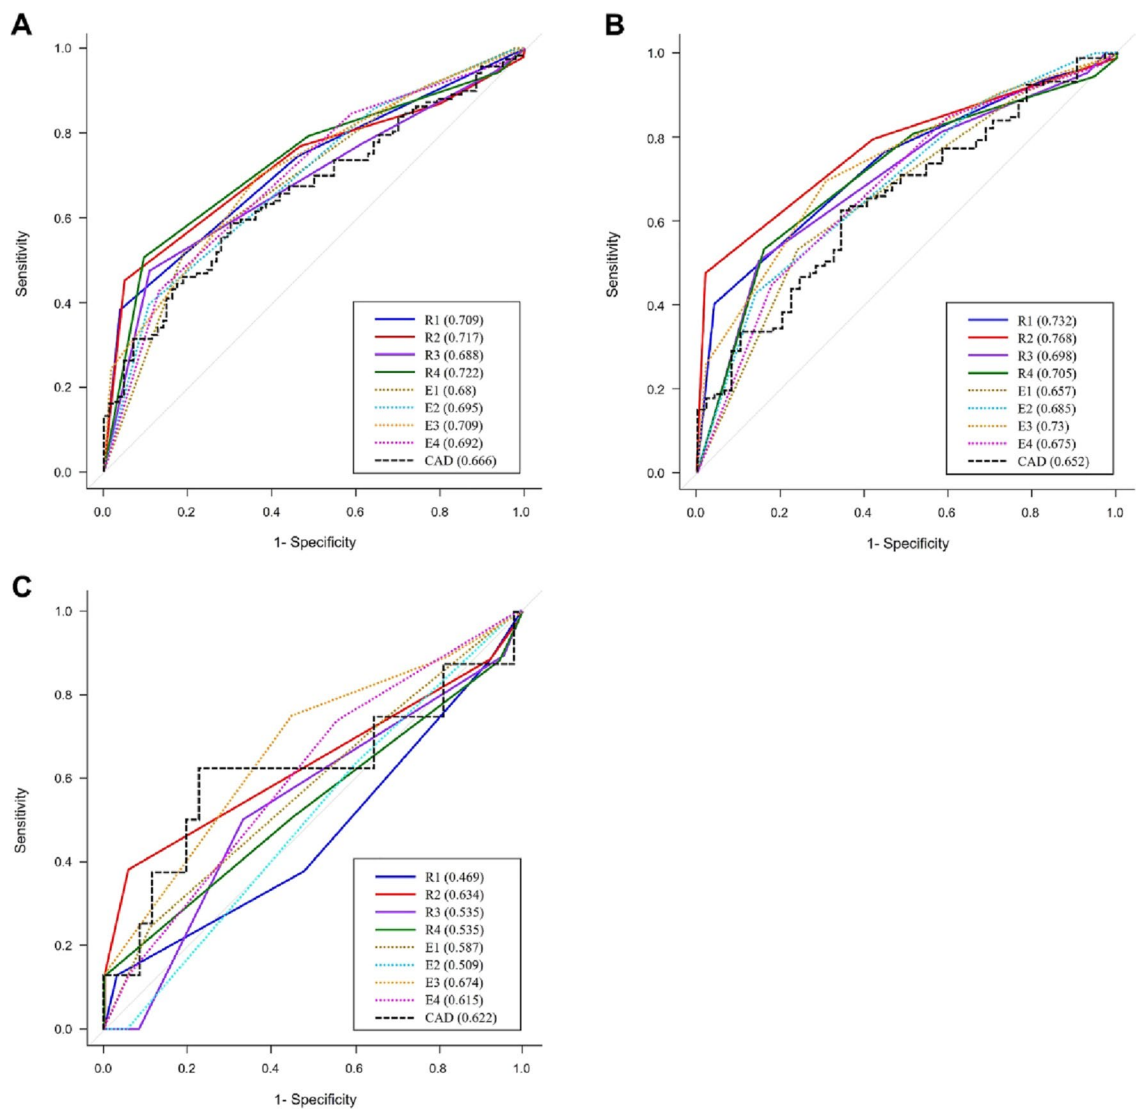 A
Sensitivity
1.0
0.8
0.6
0.4
0.2
0.0
R1 (0.709)
R2 (0.717)
R3 (0.688)
R4 (0.722)
E1 (0.68)
E2 (0.695)
E3 (0.709)
E4 (0.692)
CAD (0.666)
0.0 0.2 0.4 0.6 0.8 1.0
1- Specificity
B
Sensitivity
1.0
0.8
0.6
0.4
0.2
0.0
R1 (0.732)
R2 (0.768)
R3 (0.698)
R4 (0.705)
E1 (0.657)
E2 (0.685)
E3 (0.73)
E4 (0.675)
CAD (0.652)
0.0 0.2 0.4 0.6 0.8 1.0
1- Specificity
C
Sensitivity
1.0
0.8
0.6
0.4
0.2
0.0
R1 (0.469)
R2 (0.634)
R3 (0.535)
R4 (0.535)
E1 (0.587)
E2 (0.509)
E3 (0.674)
E4 (0.615)
CAD (0.622)
0.0 0.2 0.4 0.6 0.8 1.0
1- Specificity